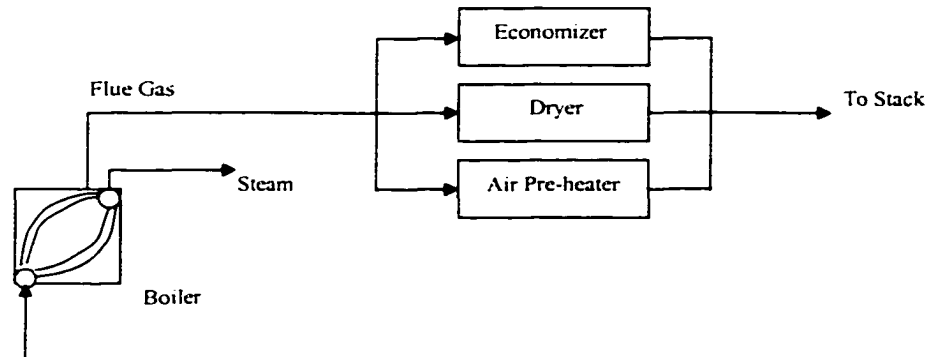 Economizer
Flue Gas
Dryer
To Stack
Steam
Air Pre-heater
Boiler